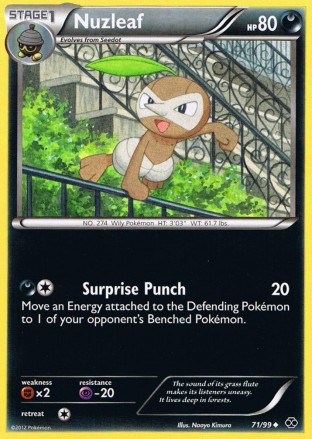 STAGE1
Nuzleaf
HP80
Evolves from Seedot
NO. 274 Wily Pokémon. HT: 3'03" WT: 61.7 lbs.
Surprise Punch 20
Move an Energy attached to the Defending Pokémon
to 1 of your opponent's Benched Pokémon.
weakness
×2
resistance
-20
retreat
The sound of its grass flute
makes its listeners uneasy.
It lives deep in forests.
©2012 Pokémon
Illus. Naoyo Kimura
71/99